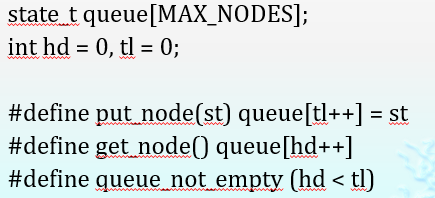 state_t queue[MAX_NODES];
int hd = 0, tl = 0;
#define put_node(st) queue[tl++] = st
#define get_node() queue[hd++]
#define queue_not_empty (hd < tl)